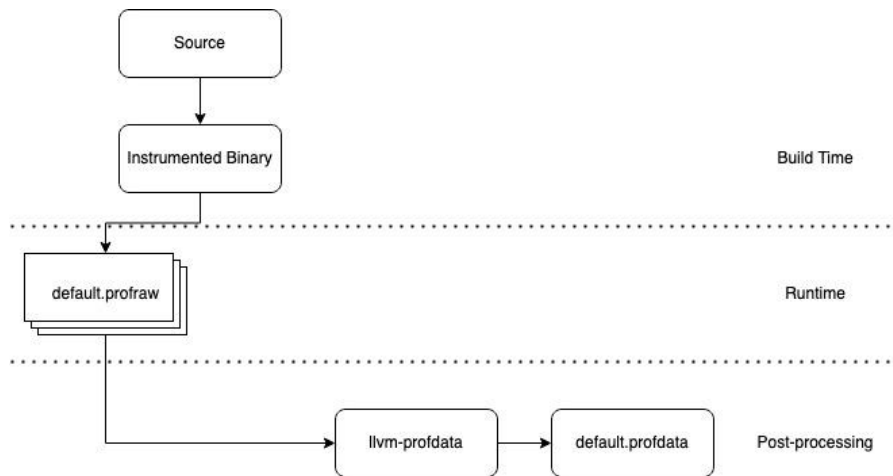 Source
Instrumented Binary
Build Time
default.profraw
Runtime
llvm-profdata
default.profdata
Post-processing